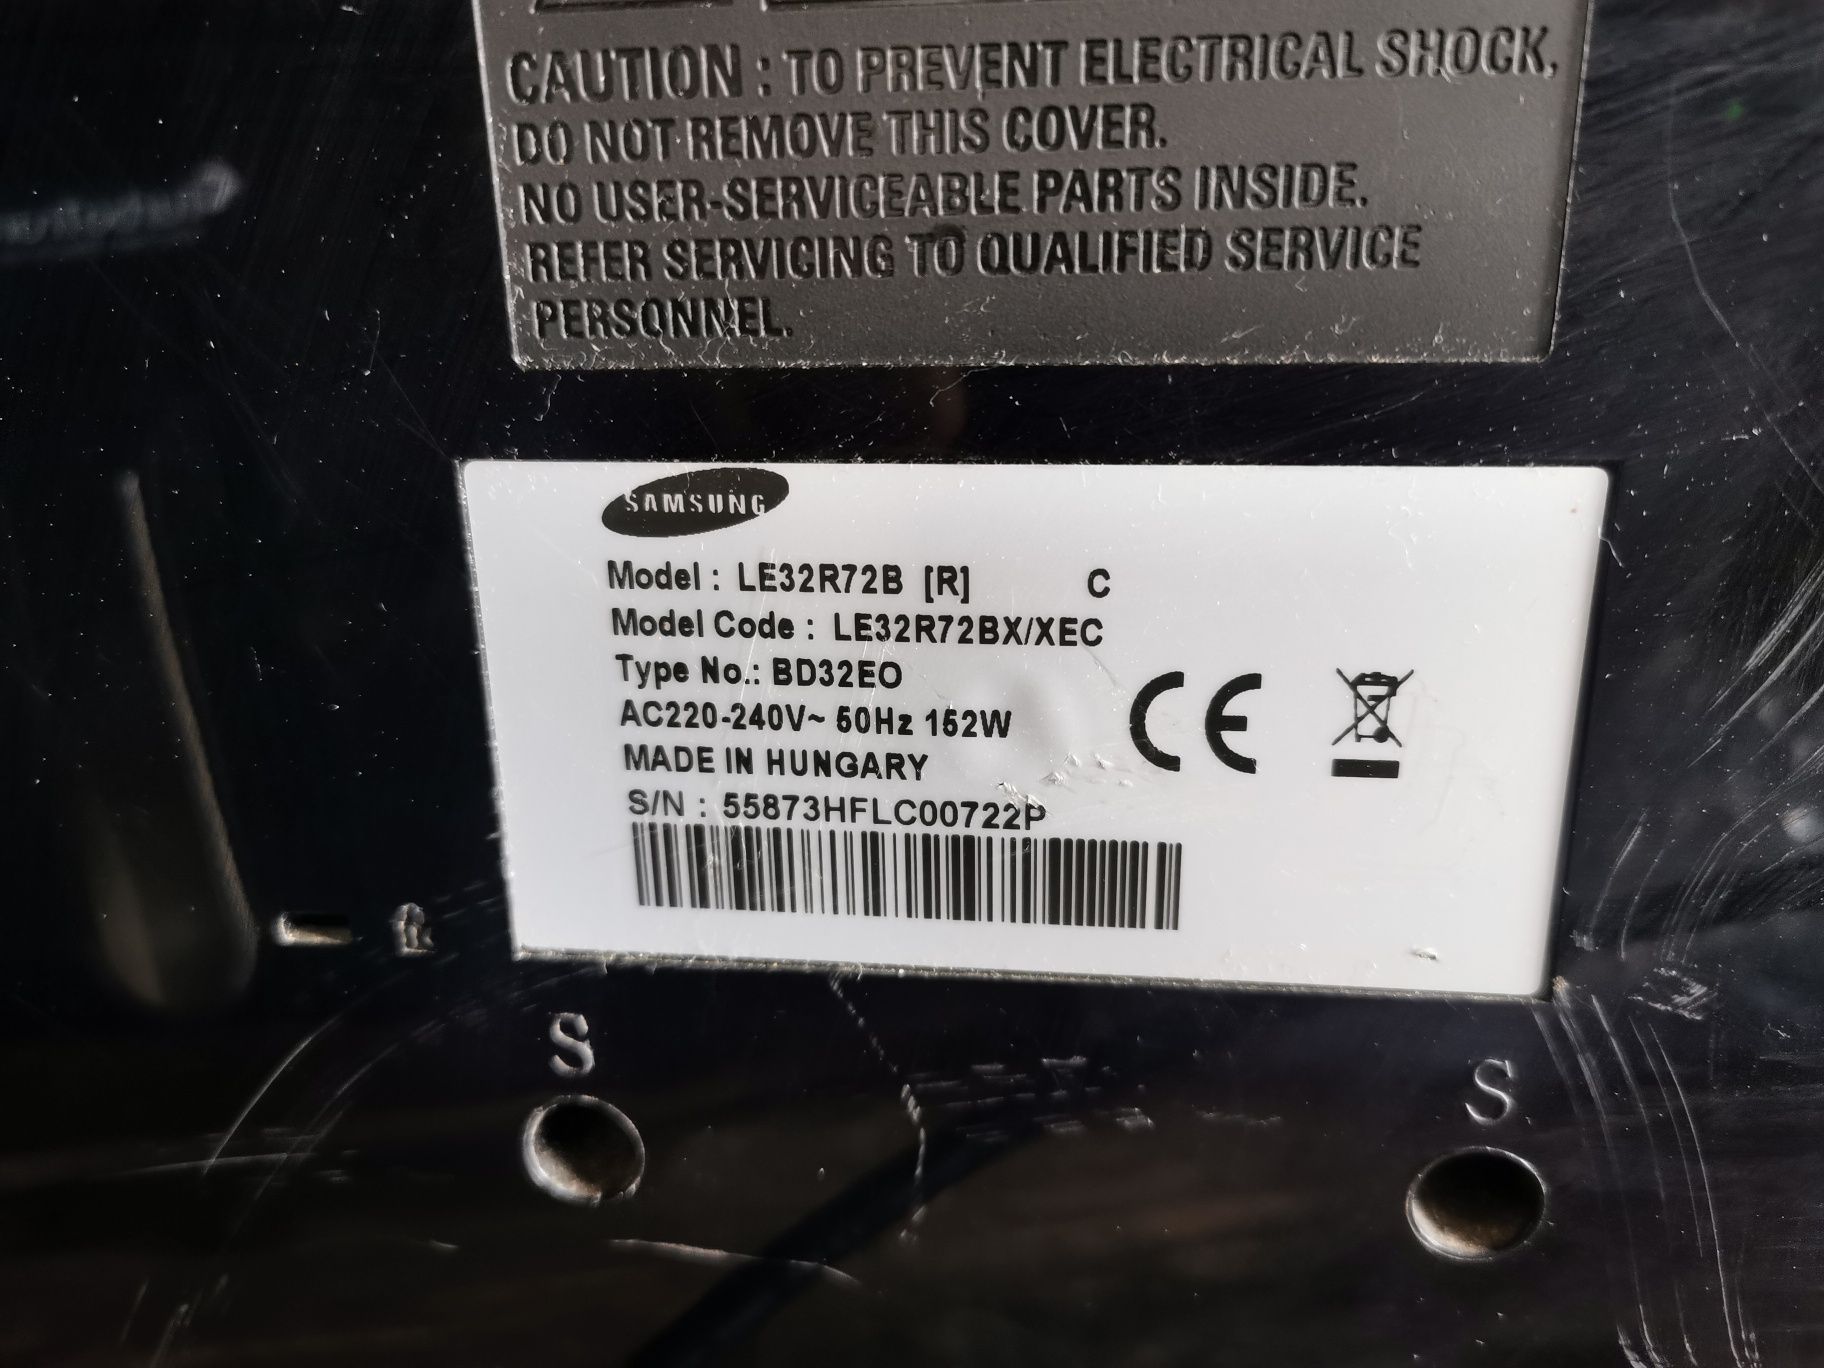 CAUTION : TO PREVENT ELECTRICAL SHOCK,
DO NOT REMOVE THIS COVER.
NO USER-SERVICEABLE PARTS INSIDE.
REFER SERVICING TO QUALIFIED SERVICE
PERSONNEL.
SAMSUNG
Model : LE32R72B [R] C
Model Code : LE32R72BX/XEC
Type No.: BD32EO
AC220-240V~ 50Hz 152W
MADE IN HUNGARY
S/N : 55873HFLC00722P
CE
S
S